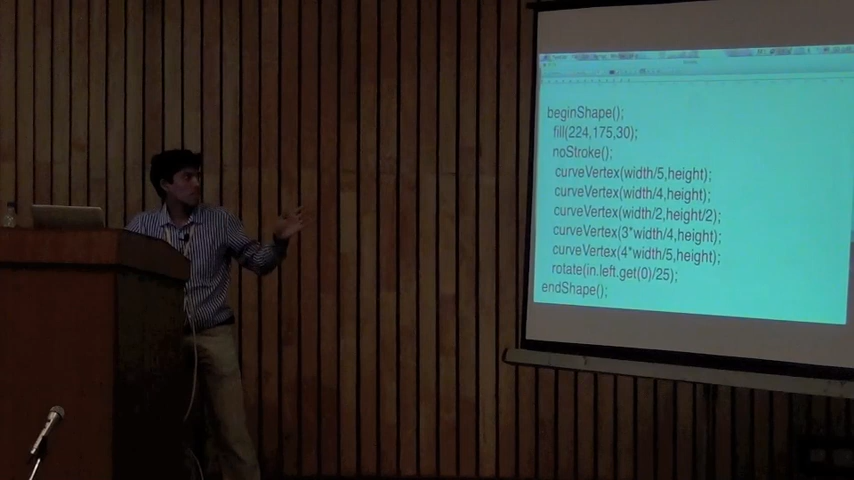 beginShape();
fill(224,175,30);
noStroke();
curveVertex(width/5,height);
curveVertex(width/4,height);
curveVertex(width/2,height/2);
curveVertex(3*width/4,height);
curveVertex(4*width/5,height);
rotate(in.left.get(0)/25);
endShape();